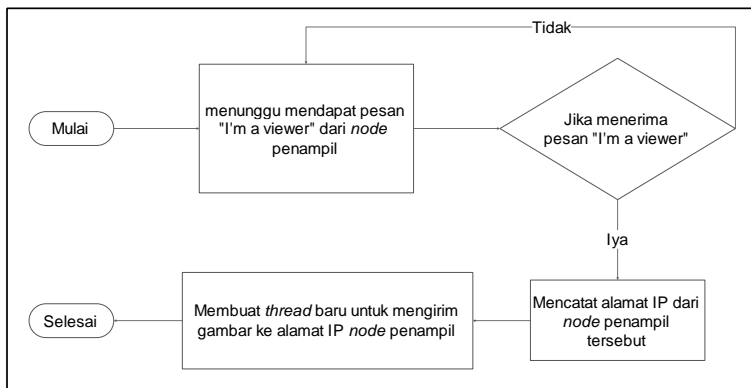 Tidak
Mulai
menunggu mendapat pesan
"I'm a viewer" dari node
penampil
Jika menerima
pesan "I'm a viewer"
Iya
Mencatat alamat IP dari
node penampil
tersebut
Membuat thread baru untuk mengirim
gambar ke alamat IP node penampil
Selesai